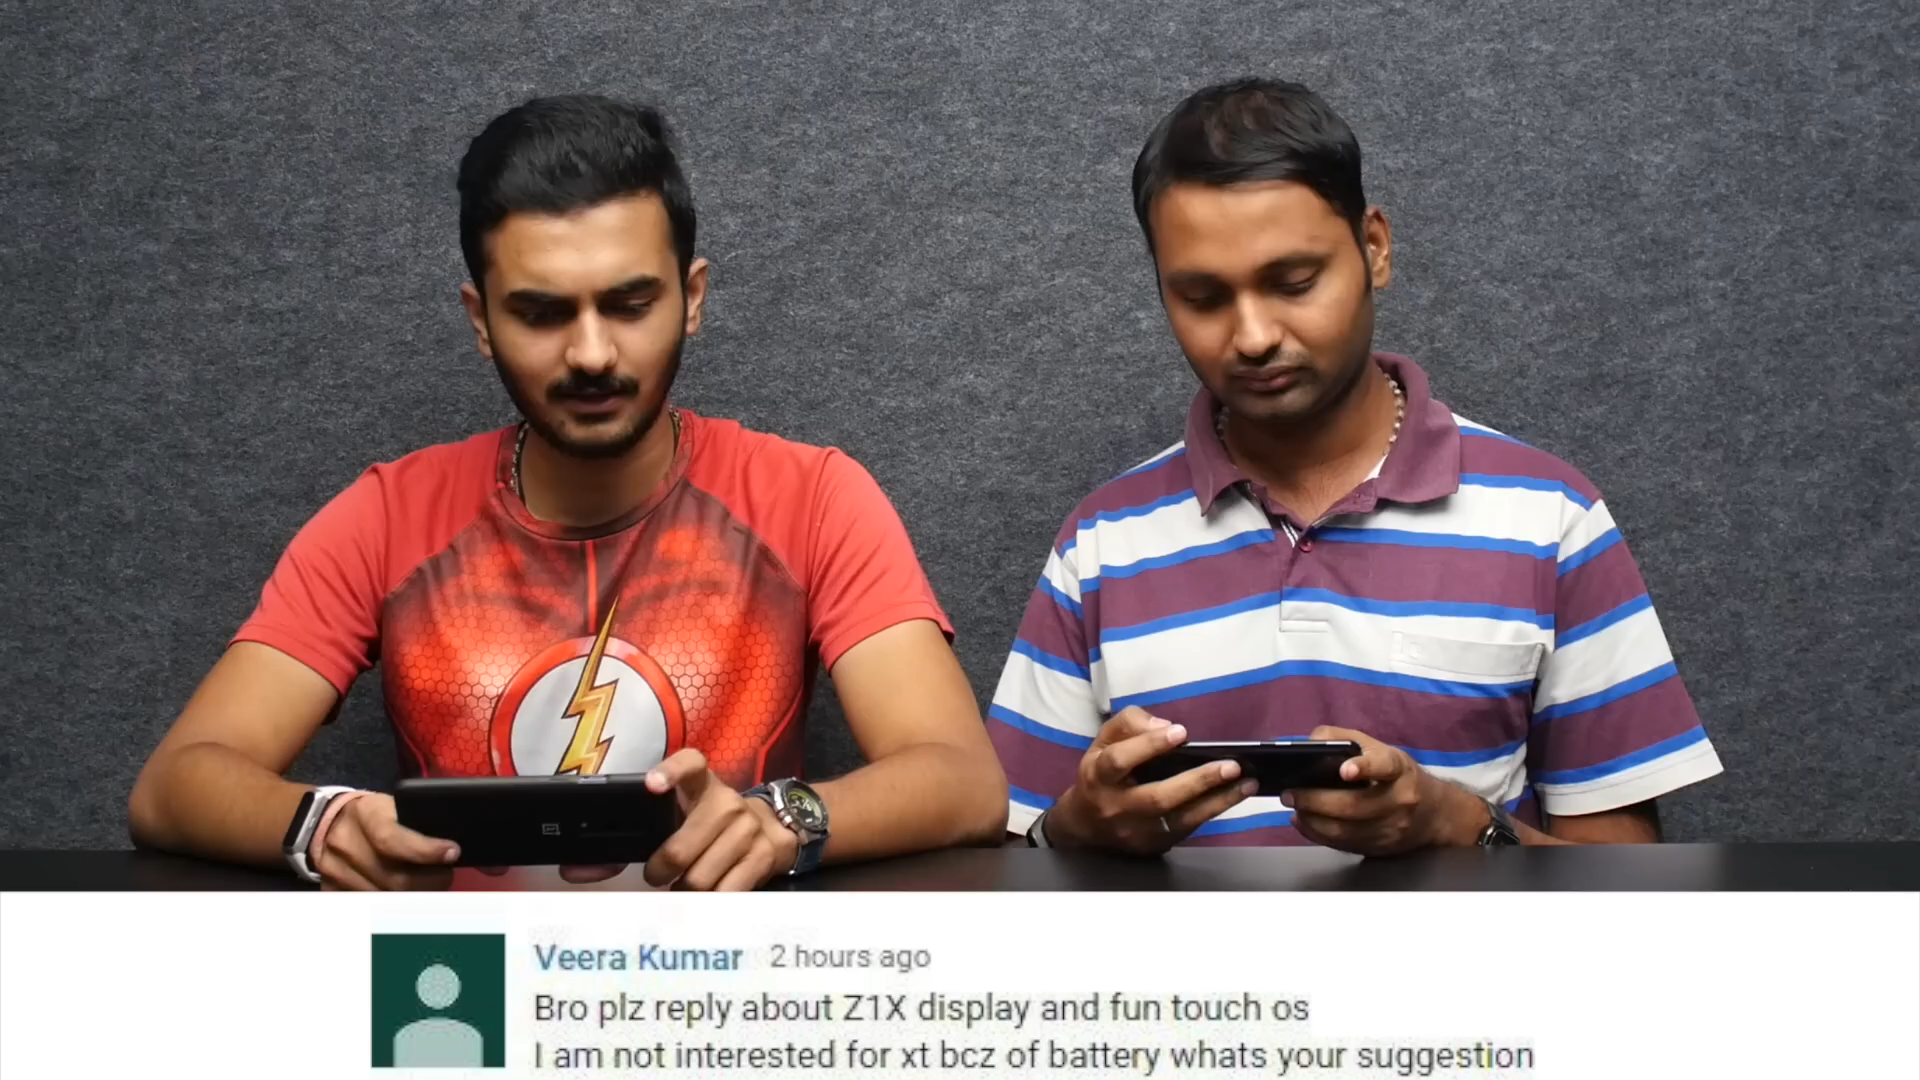 Veera Kumar 2 hours ago
Bro plz reply about Z1X display and fun touch os
I am not interested for xt bcz of battery whats your suggestion